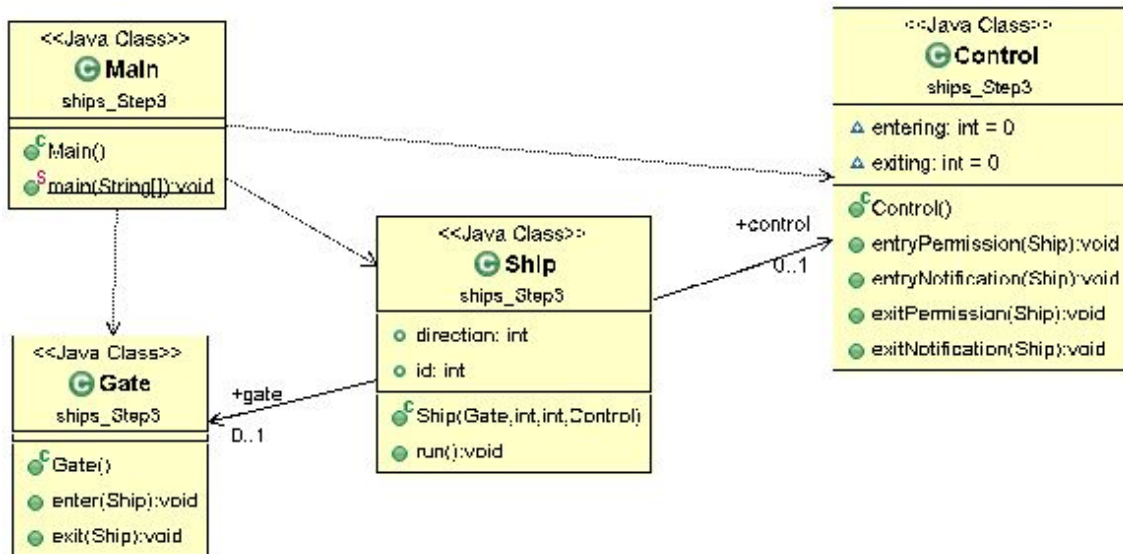 <<Java Class>>
Main
ships_Step3
Main()
main(String[]):void
<<Java Class>>
Control
ships_Step3
entering: int = 0
exiting: int = 0
Control()
entryPermission(Ship):void
entryNotification(Ship):void
exitPermission(Ship):void
exitNotification(Ship):void
<<Java Class>>
Ship
ships_Step3
direction: int
id: int
Ship(Gate,int,int,Control)
run():void
+control
0..1
<<Java Class>>
Gate
ships_Step3
Gate()
enter(Ship):void
exit(Ship):void
+gate
0..1